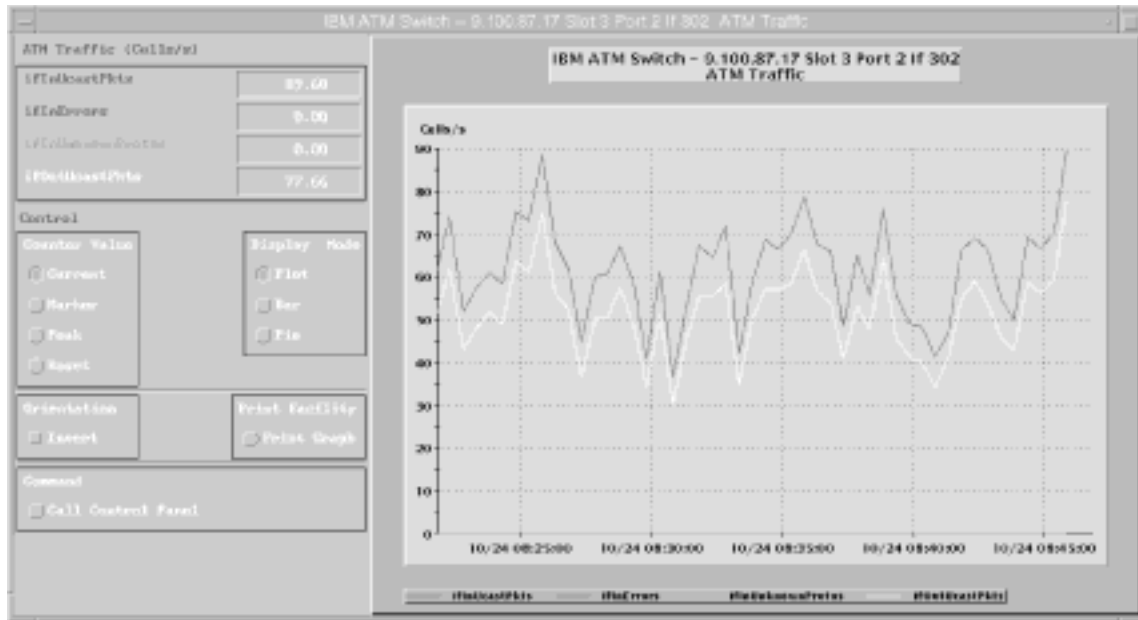 IBM ATM Switch – 9.100.87.17 Slot 3 Port 2 If 302 ATM Traffic
ATM Traffic (Cells/s)
ifInUcastPkts 89.60
ifInErrors 0.00
ifInUnknownProtos 0.00
ifOutUcastPkts 77.66
Control
Counter Value
Current
Marker
Peak
Reset
Display Mode
Plot
Bar
Pie
Orientation
Invert
Print Facility
Print Graph
Command
Call Control Panel
IBM ATM Switch – 9.100.87.17 Slot 3 Port 2 If 302
ATM Traffic
Cells/s
90
80
70
60
50
40
30
20
10
0
10/24 08:25:00 10/24 08:30:00 10/24 08:35:00 10/24 08:40:00 10/24 08:45:00
ifInUcastPkts ifInErrors ifInUnknownProtos ifOutUcastPkts